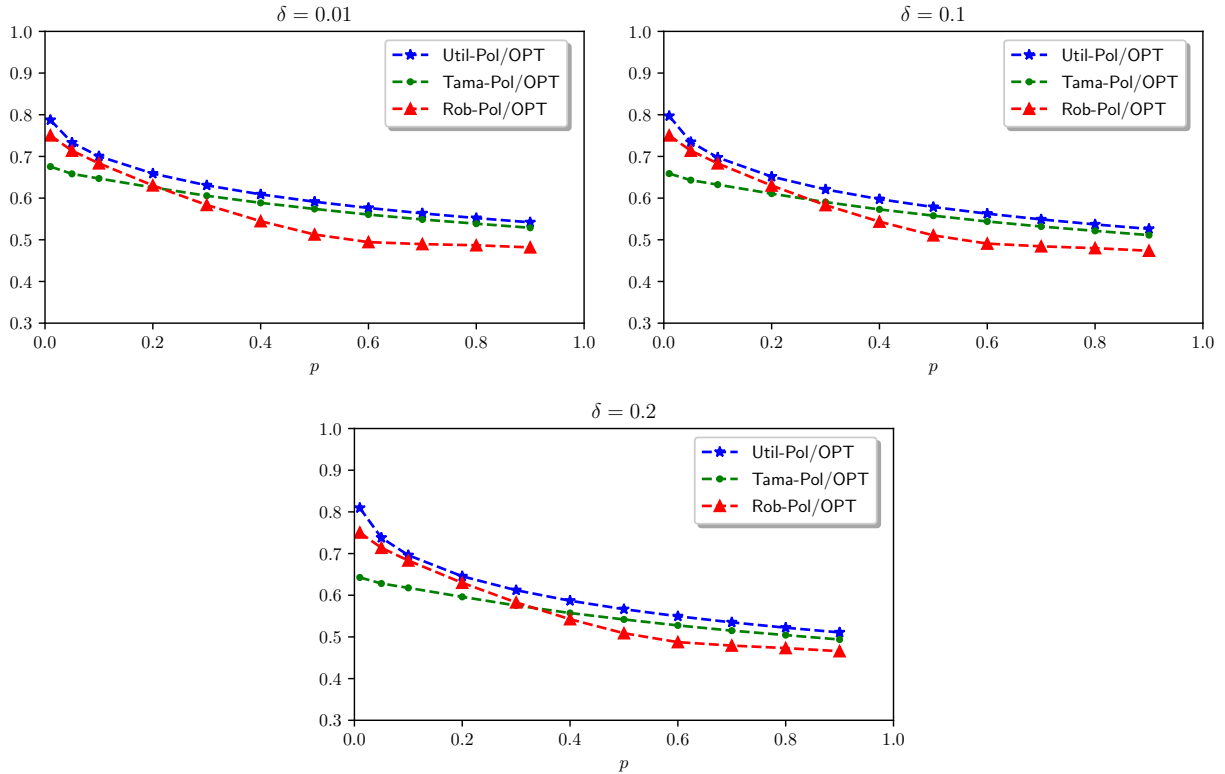 δ = 0.01
1.0
0.9
0.8
0.7
0.6
0.5
0.4
0.3
0.0
0.2
0.4
0.6
0.8
1.0
p
Util-Pol/OPT
Tama-Pol/OPT
Rob-Pol/OPT
δ = 0.1
1.0
0.9
0.8
0.7
0.6
0.5
0.4
0.3
0.0
0.2
0.4
0.6
0.8
1.0
p
Util-Pol/OPT
Tama-Pol/OPT
Rob-Pol/OPT
δ = 0.2
1.0
0.9
0.8
0.7
0.6
0.5
0.4
0.3
0.0
0.2
0.4
0.6
0.8
1.0
p
Util-Pol/OPT
Tama-Pol/OPT
Rob-Pol/OPT